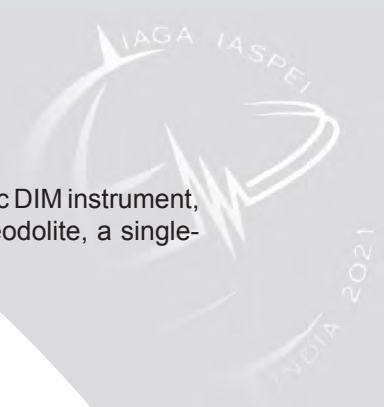 IAGA IASPEI
c DIM instrument,
eodolite, a single-
INDIA 2021